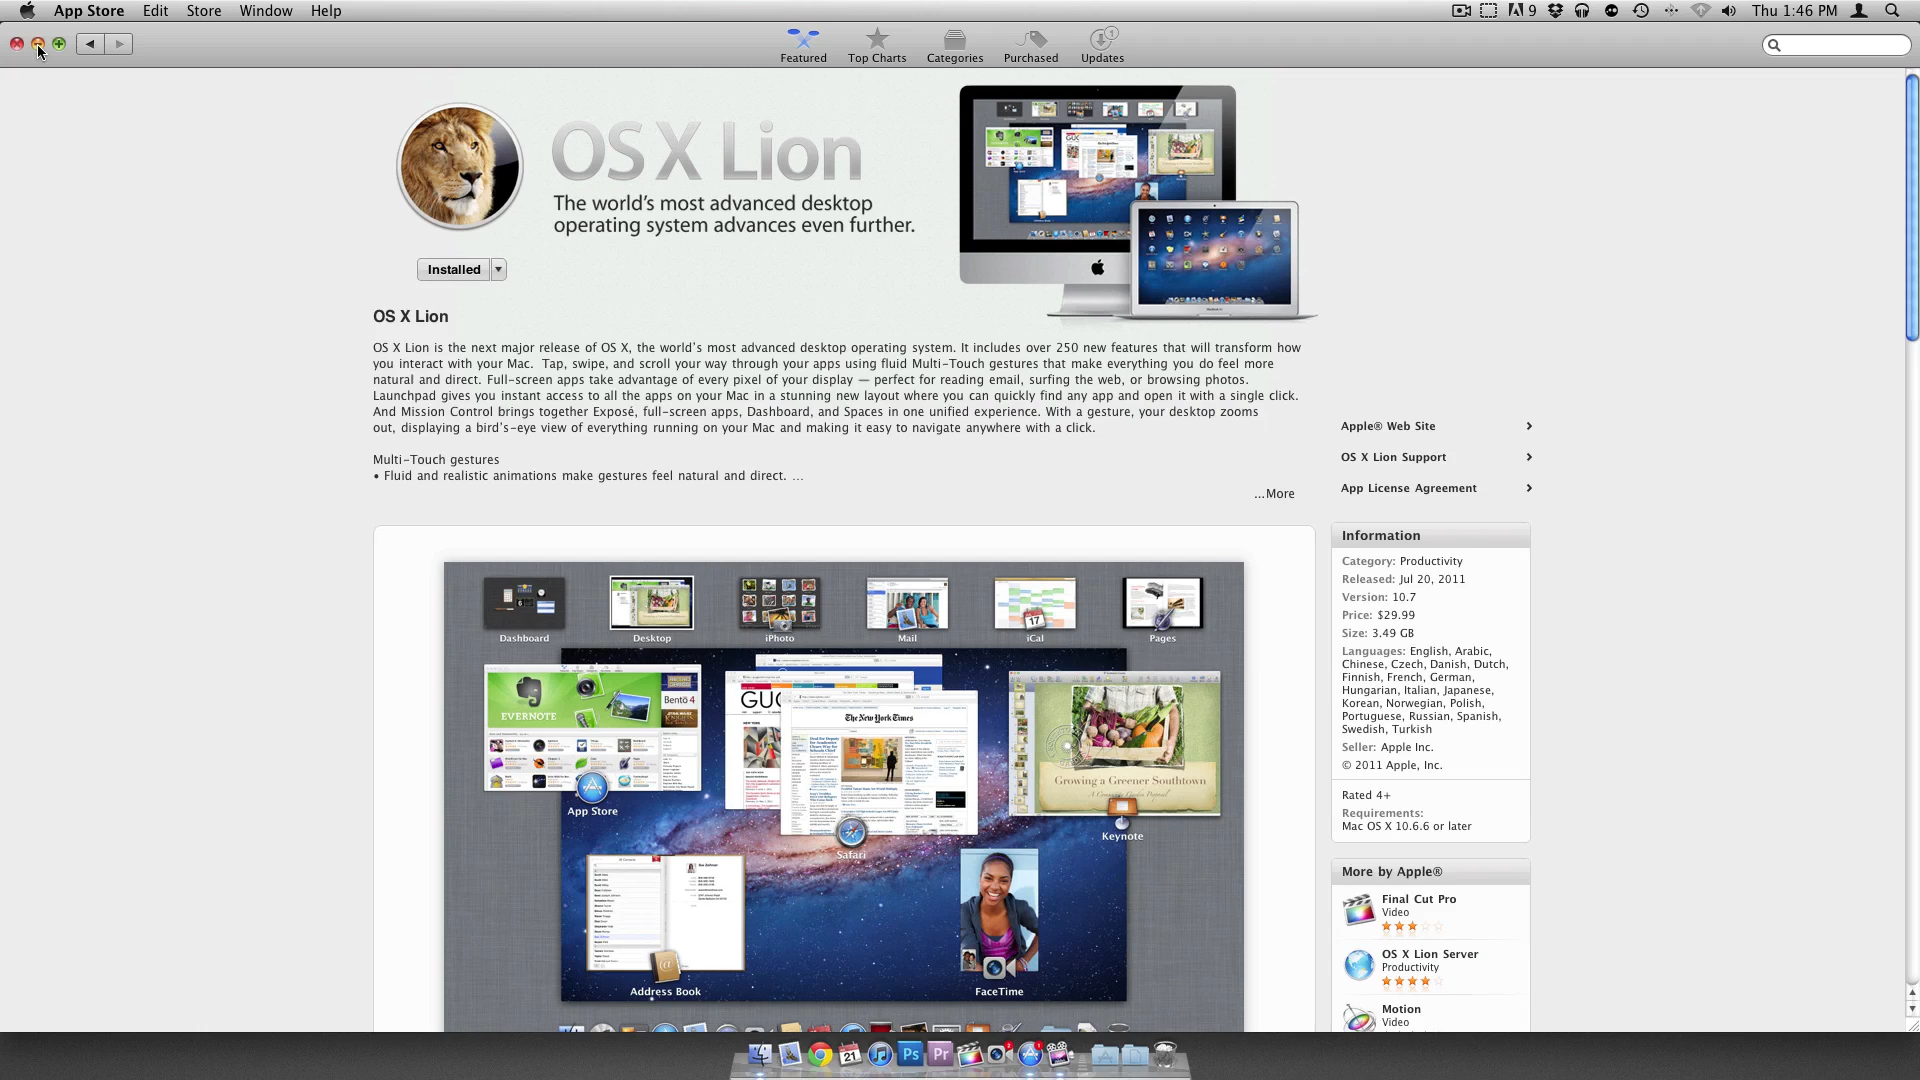 App Store Edit Store Window Help
9 Thu 1:46 PM
Featured Top Charts Categories Purchased Updates
1
OS X Lion
The world's most advanced desktop
operating system advances even further.
Installed
OS X Lion
OS X Lion is the next major release of OS X, the world's most advanced desktop operating system. It includes over 250 new features that will transform how
you interact with your Mac. Tap, swipe, and scroll your way through your apps using fluid Multi-Touch gestures that make everything you do feel more
natural and direct. Full-screen apps take advantage of every pixel of your display — perfect for reading email, surfing the web, or browsing photos.
Launchpad gives you instant access to all the apps on your Mac in a stunning new layout where you can quickly find any app and open it with a single click.
And Mission Control brings together Exposé, full-screen apps, Dashboard, and Spaces in one unified experience. With a gesture, your desktop zooms
out, displaying a bird's-eye view of everything running on your Mac and making it easy to navigate anywhere with a click.
Multi-Touch gestures
• Fluid and realistic animations make gestures feel natural and direct. ...
...More
Apple® Web Site
OS X Lion Support
App License Agreement
Dashboard Desktop iPhoto Mail iCal Pages
17
EVERNOTE
Bento 4
GUC
The New York Times
Growing a Greener Southtown
A Community Garden Proposal
App Store
Safari
Keynote
Address Book
FaceTime
Information
Category: Productivity
Released: Jul 20, 2011
Version: 10.7
Price: $29.99
Size: 3.49 GB
Languages: English, Arabic,
Chinese, Czech, Danish, Dutch,
Finnish, French, German,
Hungarian, Italian, Japanese,
Korean, Norwegian, Polish,
Portuguese, Russian, Spanish,
Swedish, Turkish
Seller: Apple Inc.
© 2011 Apple, Inc.
Rated 4+
Requirements:
Mac OS X 10.6.6 or later
More by Apple®
Final Cut Pro
Video
OS X Lion Server
Productivity
Motion
Video
21 Ps Pr